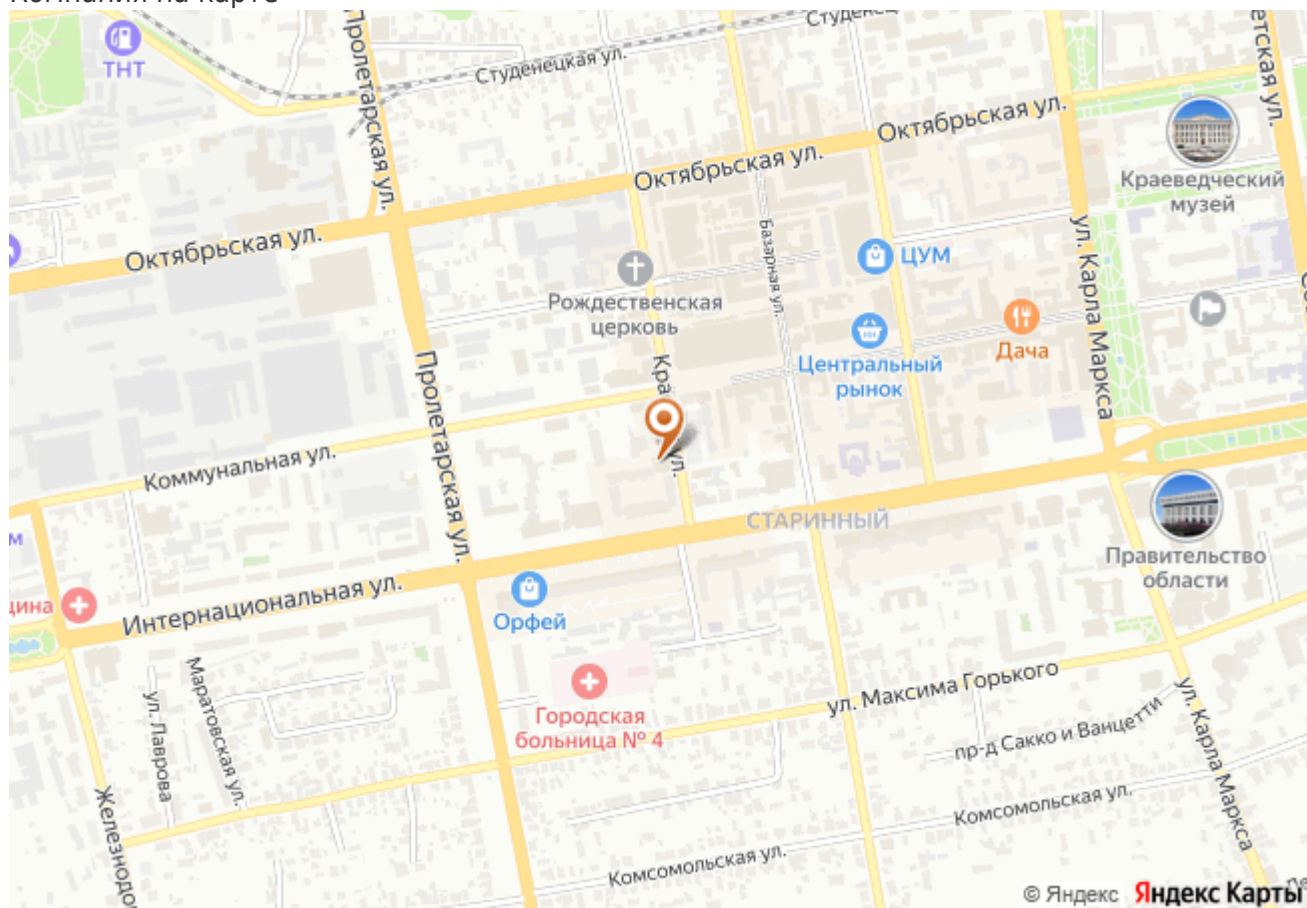 ТНТ
Пролетарская ул.
Студенецкая ул.
Октябрьская ул.
Октябрьская ул.
Октябрьская ул.
Краеведческий
музей
Базарная ул.
ЦУМ
ул. Карла Маркса
Рождественская
церковь
Дача
Центральный
рынок
Пролетарская ул.
Коммунальная ул.
СТАРИННЫЙ
Правительство
области
Интернациональная ул.
Орфей
ул. Максима Горького
Городская
больница № 4
Маратовская ул.
ул. Лаврова
пр-д Сакко и Ванцетти
ул. Карла Маркса
Комсомольская ул.
Комсомольская ул.
© Яндекс Яндекс Карты